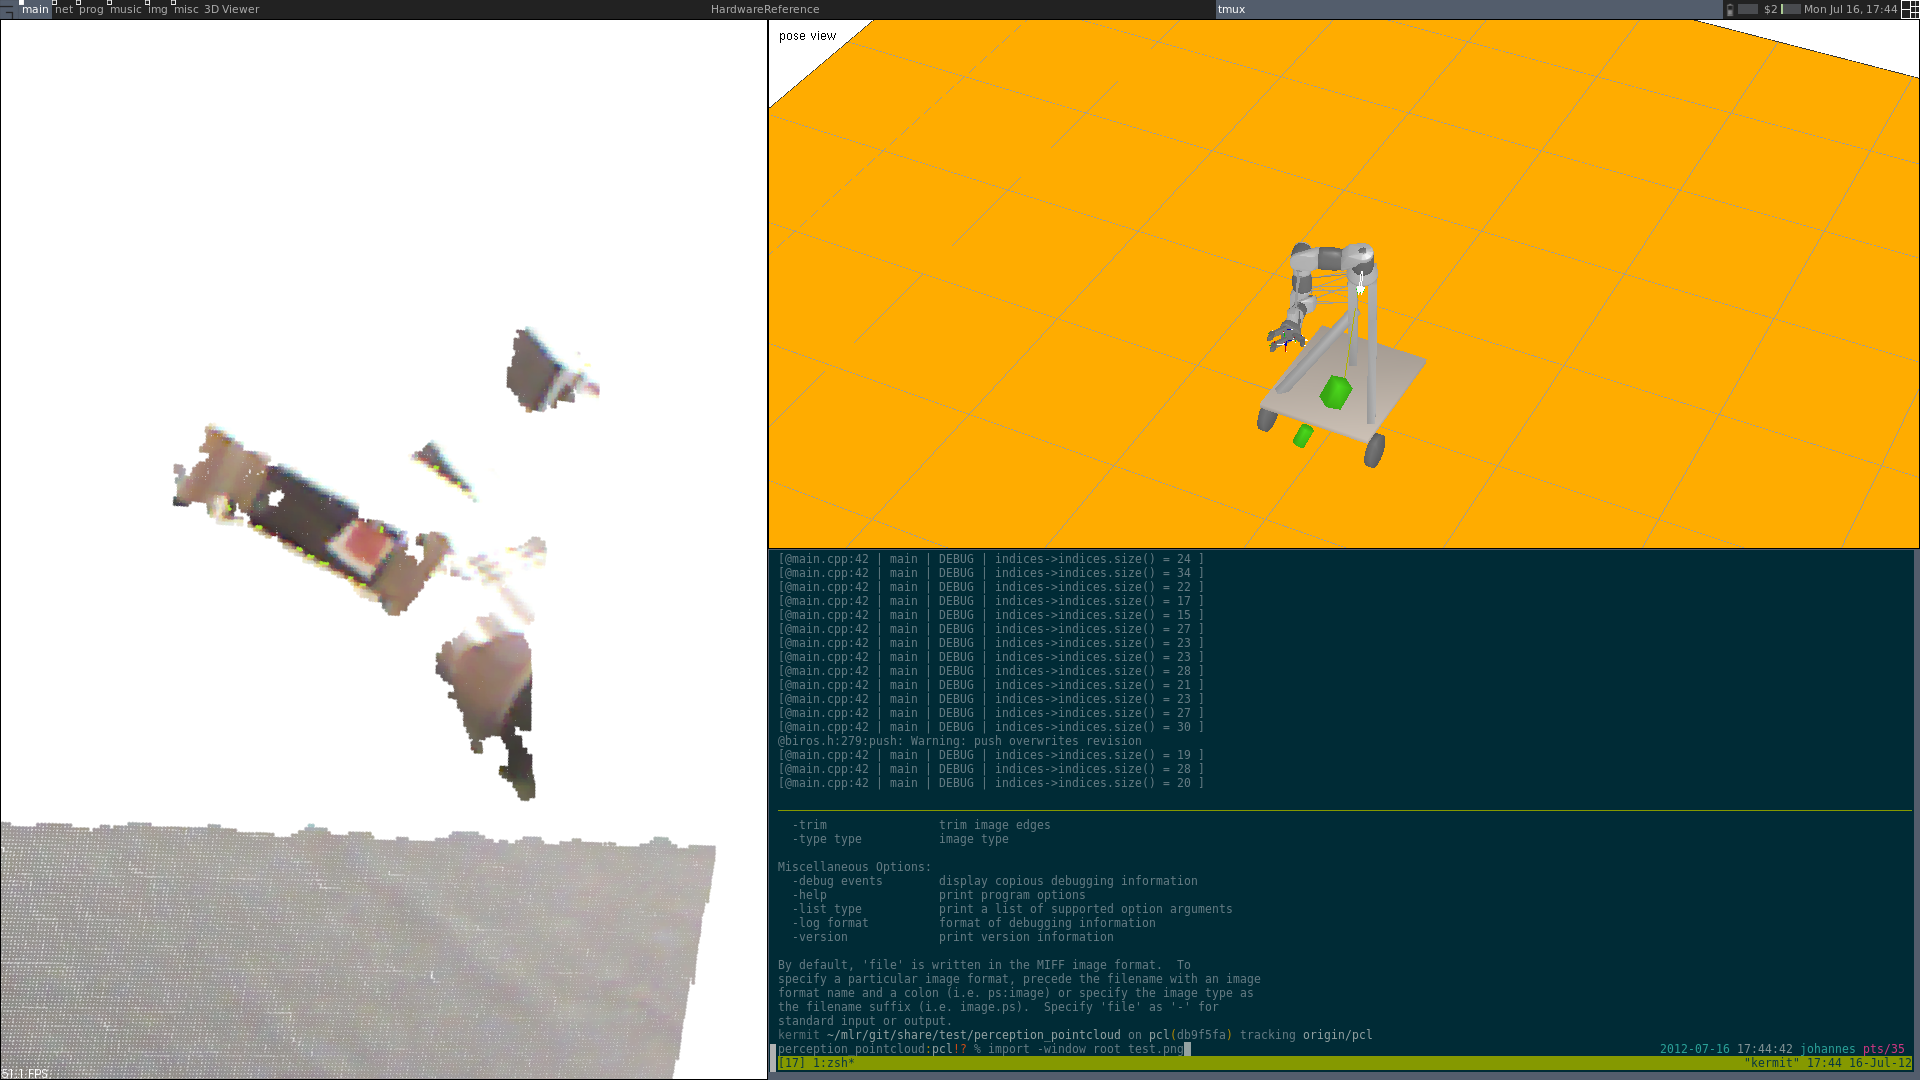 main net prog music img misc 3D Viewer HardwareReference tmux $2 Mon Jul 16, 17:44
pose view
[@main.cpp:42 | main | DEBUG | indices->indices.size() = 24 ]
[@main.cpp:42 | main | DEBUG | indices->indices.size() = 34 ]
[@main.cpp:42 | main | DEBUG | indices->indices.size() = 22 ]
[@main.cpp:42 | main | DEBUG | indices->indices.size() = 17 ]
[@main.cpp:42 | main | DEBUG | indices->indices.size() = 15 ]
[@main.cpp:42 | main | DEBUG | indices->indices.size() = 27 ]
[@main.cpp:42 | main | DEBUG | indices->indices.size() = 23 ]
[@main.cpp:42 | main | DEBUG | indices->indices.size() = 23 ]
[@main.cpp:42 | main | DEBUG | indices->indices.size() = 28 ]
[@main.cpp:42 | main | DEBUG | indices->indices.size() = 21 ]
[@main.cpp:42 | main | DEBUG | indices->indices.size() = 23 ]
[@main.cpp:42 | main | DEBUG | indices->indices.size() = 27 ]
[@main.cpp:42 | main | DEBUG | indices->indices.size() = 30 ]
@biros.h:279:push: Warning: push overwrites revision
[@main.cpp:42 | main | DEBUG | indices->indices.size() = 19 ]
[@main.cpp:42 | main | DEBUG | indices->indices.size() = 28 ]
[@main.cpp:42 | main | DEBUG | indices->indices.size() = 20 ]
-trim trim image edges
-type type image type
Miscellaneous Options:
-debug events display copious debugging information
-help print program options
-list type print a list of supported option arguments
-log format format of debugging information
-version print version information
By default, 'file' is written in the MIFF image format. To
specify a particular image format, precede the filename with an image
format name and a colon (i.e. ps:image) or specify the image type as
the filename suffix (i.e. image.ps). Specify 'file' as '-' for
standard input or output.
kermit ~/mlr/git/share/test/perception_pointcloud on pcl(db9f5fa) tracking origin/pcl
perception_pointcloud:pcl!? % import -window root test.png 2012-07-16 17:44:42 johannes pts/35
[17] 1:zsh* "kermit" 17:44 16-Jul-12
51.1 FPS